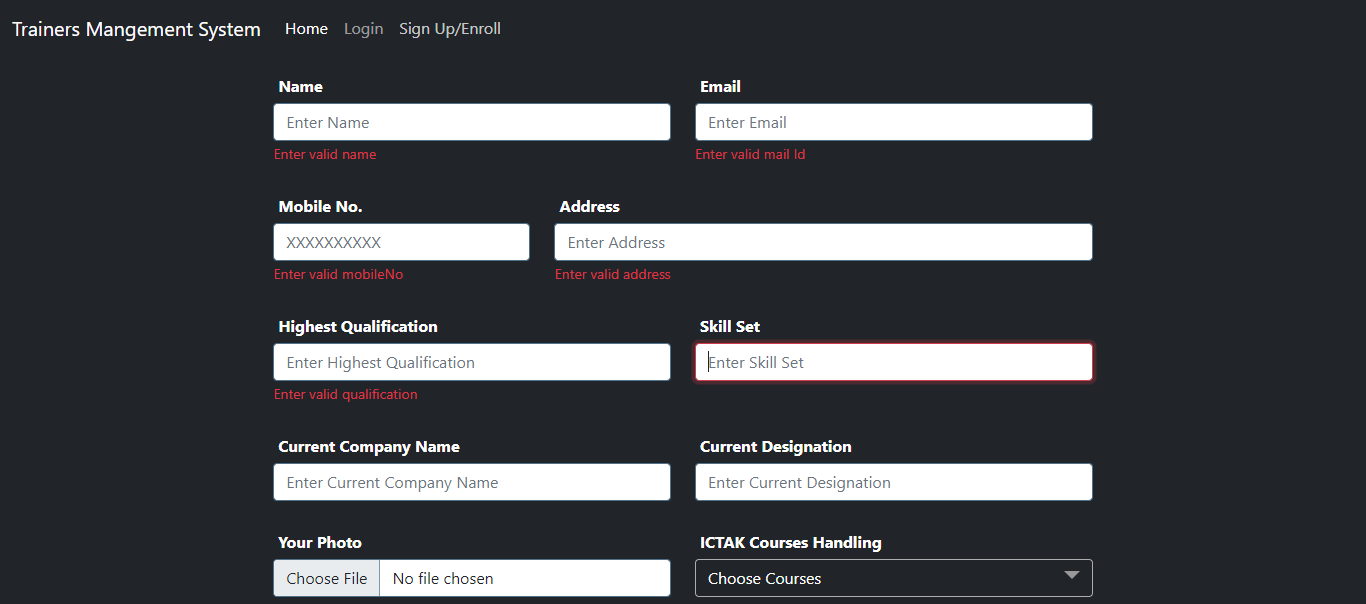 Trainers Mangement System Home Login Sign Up/Enroll
Name Email
Enter Name Enter Email
Enter valid name Enter valid mail Id
Mobile No. Address
XXXXXXXXXX Enter Address
Enter valid mobileNo Enter valid address
Highest Qualification Skill Set
Enter Highest Qualification Enter Skill Set
Enter valid qualification
Current Company Name Current Designation
Enter Current Company Name Enter Current Designation
Your Photo ICTAK Courses Handling
Choose File No file chosen Choose Courses